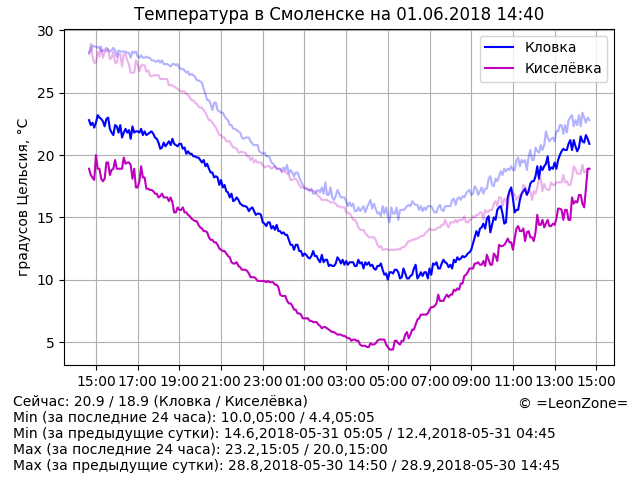 Температура в Смоленске на 01.06.2018 14:40
Кловка
Киселёвка
градусов Цельсия, °C
30
25
20
15
10
5
15:00 17:00 19:00 21:00 23:00 01:00 03:00 05:00 07:00 09:00 11:00 13:00 15:00
Сейчас: 20.9 / 18.9 (Кловка / Киселёвка)
© =LeonZone=
Min (за последние 24 часа): 10.0,05:00 / 4.4,05:05
Min (за предыдущие сутки): 14.6,2018-05-31 05:05 / 12.4,2018-05-31 04:45
Max (за последние 24 часа): 23.2,15:05 / 20.0,15:00
Max (за предыдущие сутки): 28.8,2018-05-30 14:50 / 28.9,2018-05-30 14:45